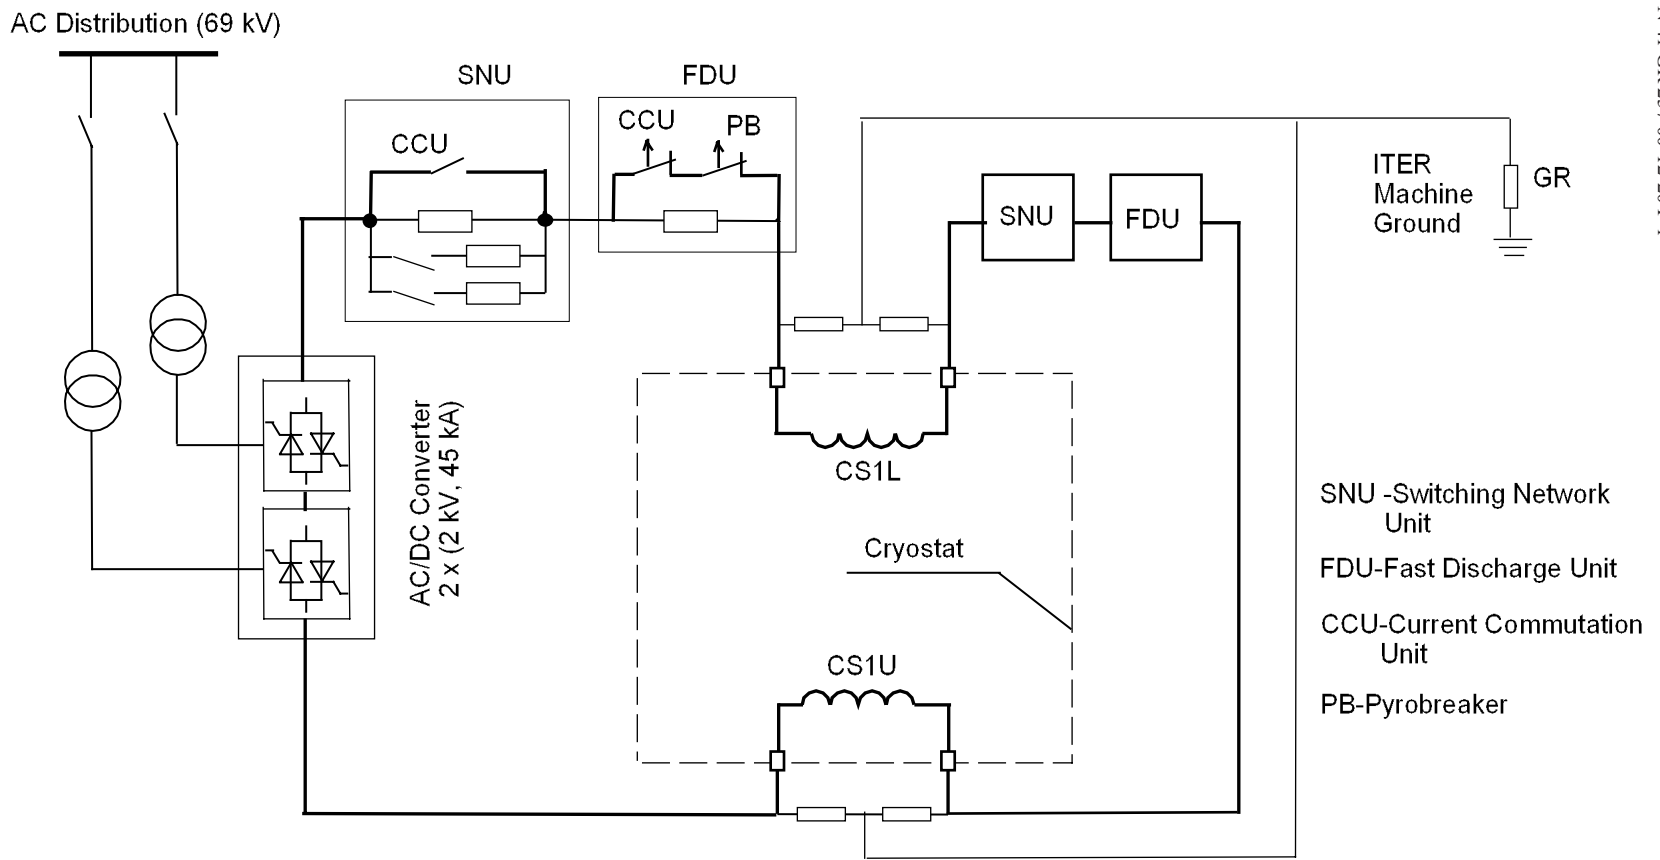 AC Distribution (69 kV)
SNU
FDU
CCU
CCU
PB
ITER
Machine
Ground
GR
SNU
FDU
AC/DC Converter
2 x (2 kV, 45 kA)
CS1L
Cryostat
CS1U
SNU -Switching Network
Unit
FDU-Fast Discharge Unit
CCU-Current Commutation
Unit
PB-Pyrobreaker